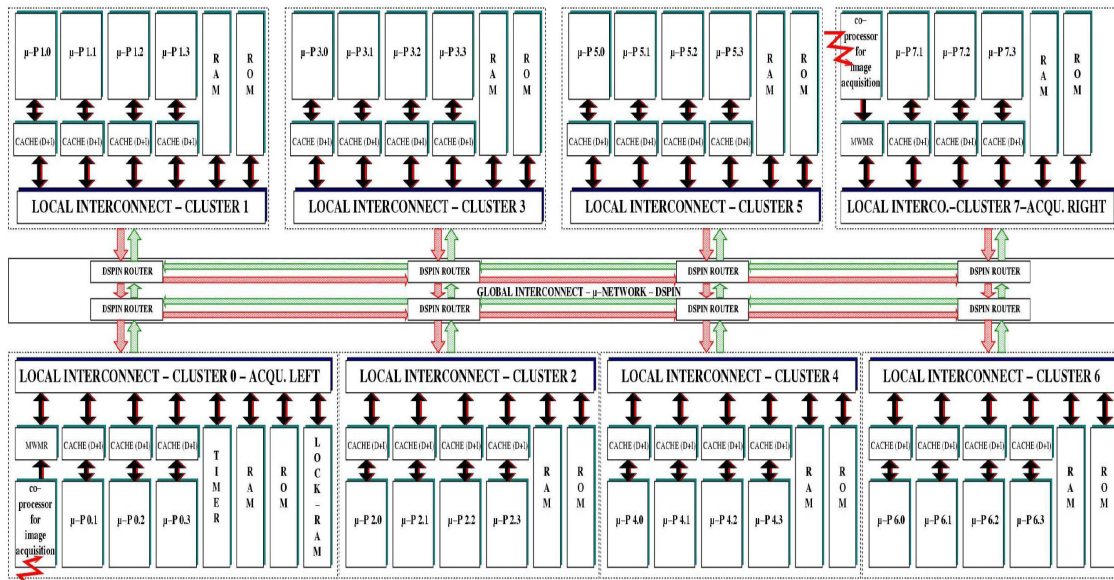 μ–P 1.0 μ–P 1.1 μ–P 1.2 μ–P 1.3 RAM ROM
CACHE (D+I) CACHE (D+I) CACHE (D+I) CACHE (D+I)
LOCAL INTERCONNECT – CLUSTER 1
μ–P 3.0 μ–P 3.1 μ–P 3.2 μ–P 3.3 RAM ROM
CACHE (D+I) CACHE (D+I) CACHE (D+I) CACHE (D+I)
LOCAL INTERCONNECT – CLUSTER 3
μ–P 5.0 μ–P 5.1 μ–P 5.2 μ–P 5.3 RAM ROM
CACHE (D+I) CACHE (D+I) CACHE (D+I) CACHE (D+I)
LOCAL INTERCONNECT – CLUSTER 5
co–
processor
for
image
acquisition
μ–P 7.1 μ–P 7.2 μ–P 7.3 RAM ROM
MWMR CACHE (D+I) CACHE (D+I) CACHE (D+I)
LOCAL INTERCO.–CLUSTER 7–ACQU. RIGHT
DSPIN ROUTER DSPIN ROUTER DSPIN ROUTER DSPIN ROUTER
GLOBAL INTERCONNECT – μ–NETWORK – DSPIN
DSPIN ROUTER DSPIN ROUTER DSPIN ROUTER DSPIN ROUTER
LOCAL INTERCONNECT – CLUSTER 0 – ACQU. LEFT
MWMR CACHE (D+I) CACHE (D+I) CACHE (D+I) TIMER RAM ROM LOCK–RAM
co–
processor
for
image
acquisition
μ–P 0.1 μ–P 0.2 μ–P 0.3
LOCAL INTERCONNECT – CLUSTER 2
CACHE (D+I) CACHE (D+I) CACHE (D+I) CACHE (D+I) RAM ROM
μ–P 2.0 μ–P 2.1 μ–P 2.2 μ–P 2.3
LOCAL INTERCONNECT – CLUSTER 4
CACHE (D+I) CACHE (D+I) CACHE (D+I) CACHE (D+I) RAM ROM
μ–P 4.0 μ–P 4.1 μ–P 4.2 μ–P 4.3
LOCAL INTERCONNECT – CLUSTER 6
CACHE (D+I) CACHE (D+I) CACHE (D+I) CACHE (D+I) RAM ROM
μ–P 6.0 μ–P 6.1 μ–P 6.2 μ–P 6.3